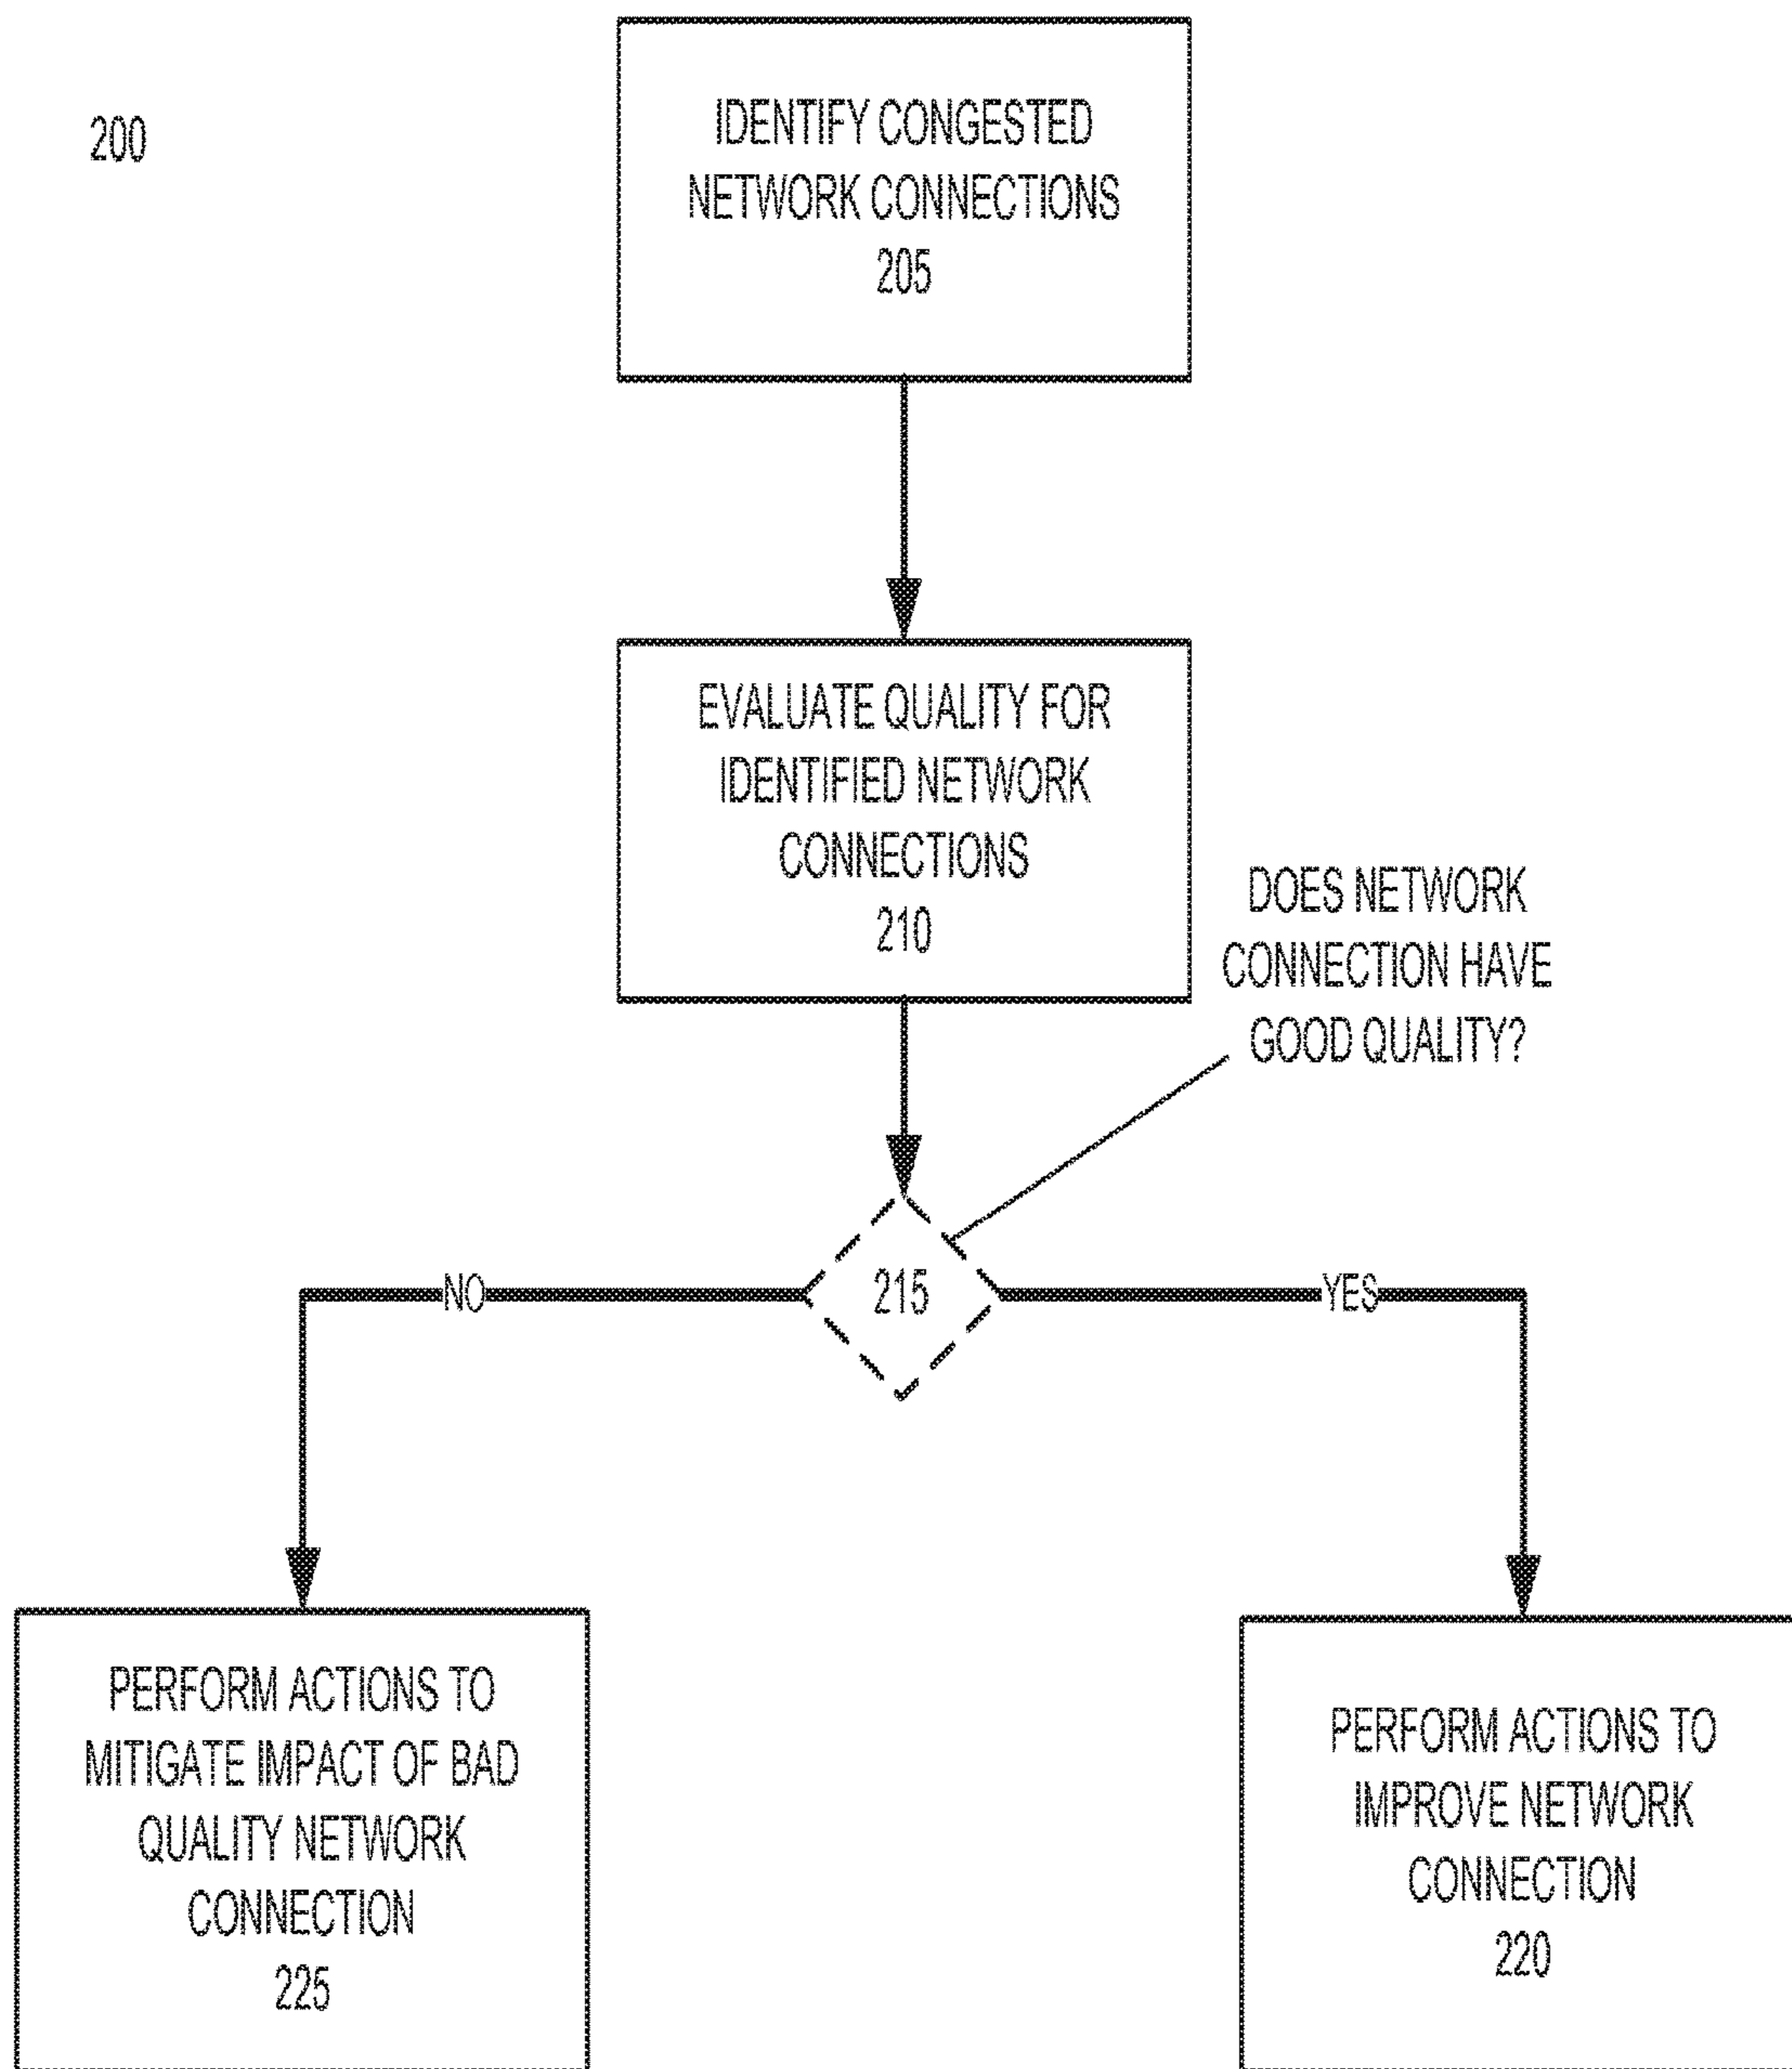 200
IDENTIFY CONGESTED
NETWORK CONNECTIONS
205
EVALUATE QUALITY FOR
IDENTIFIED NETWORK
CONNECTIONS
210
DOES NETWORK
CONNECTION HAVE
GOOD QUALITY?
215
NO
YES
PERFORM ACTIONS TO
MITIGATE IMPACT OF BAD
QUALITY NETWORK
CONNECTION
225
PERFORM ACTIONS TO
IMPROVE NETWORK
CONNECTION
220